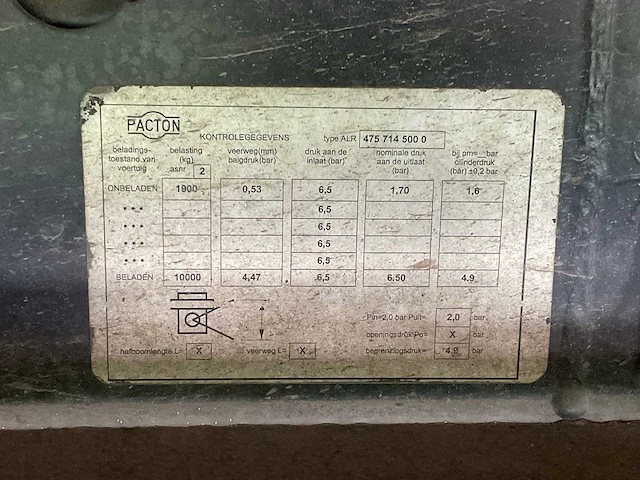 PACTON
KONTROLEGEGEVENS type ALR 475 714 500 0
beladings-
toestand van
voertuig
belasting
(kg)
asnr 2
veerweg(mm)
balgdruk(bar)
druk aan de
inlaat (bar)
nominale druk
aan de uitlaat
(bar)
bij pm=__bar
cilinderdruk
(bar) ±0,2 bar
ONBELADEN 1900 0,53 6,5 1,70 1,6
... 6,5
... 6,5
... 6,5
... 6,5
BELADEN 10000 4,47 6,5 6.50 4.9
Pin=2,0 bar Puit= 2,0 bar
openingsdruk Po= X bar
hefboomlengte L= X veerweg L= X begrenzingsdruk= 4.9 bar